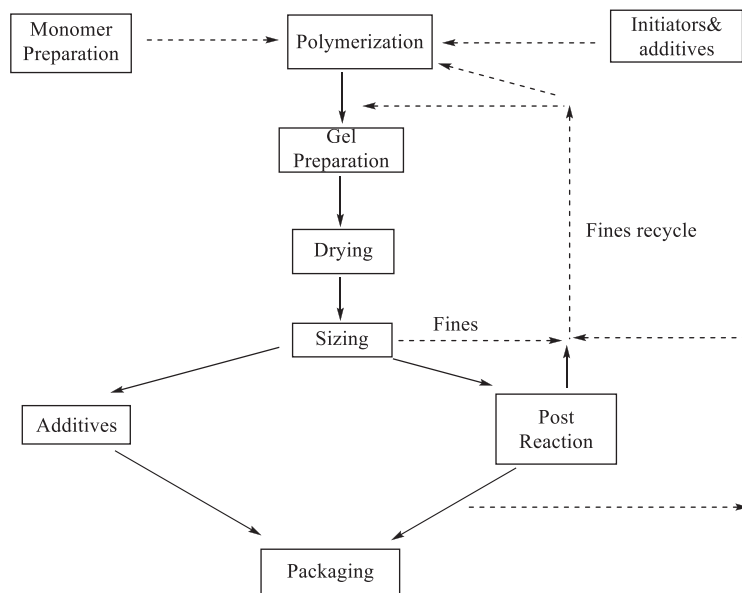 Monomer
Preparation
Polymerization
Initiators&
additives
Gel
Preparation
Fines recycle
Drying
Fines
Sizing
Additives
Post
Reaction
Packaging